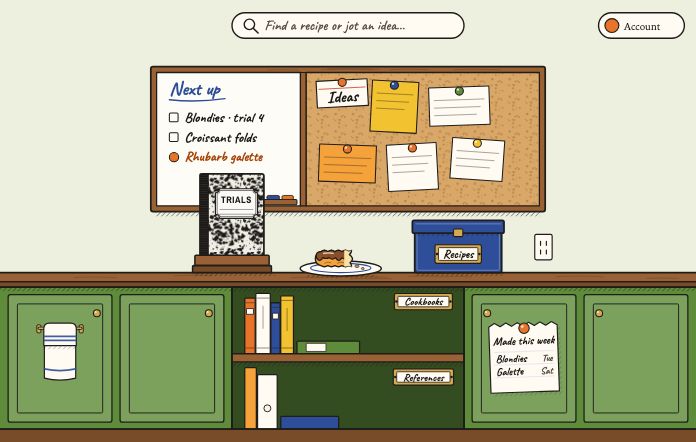 Find a recipe or jot an idea...
Account
Next up
Blondies · trial 4
Croissant folds
Rhubarb galette
Ideas
TRIALS
Recipes
Cookbooks
References
Made this week
Blondies Tue
Galette Sat